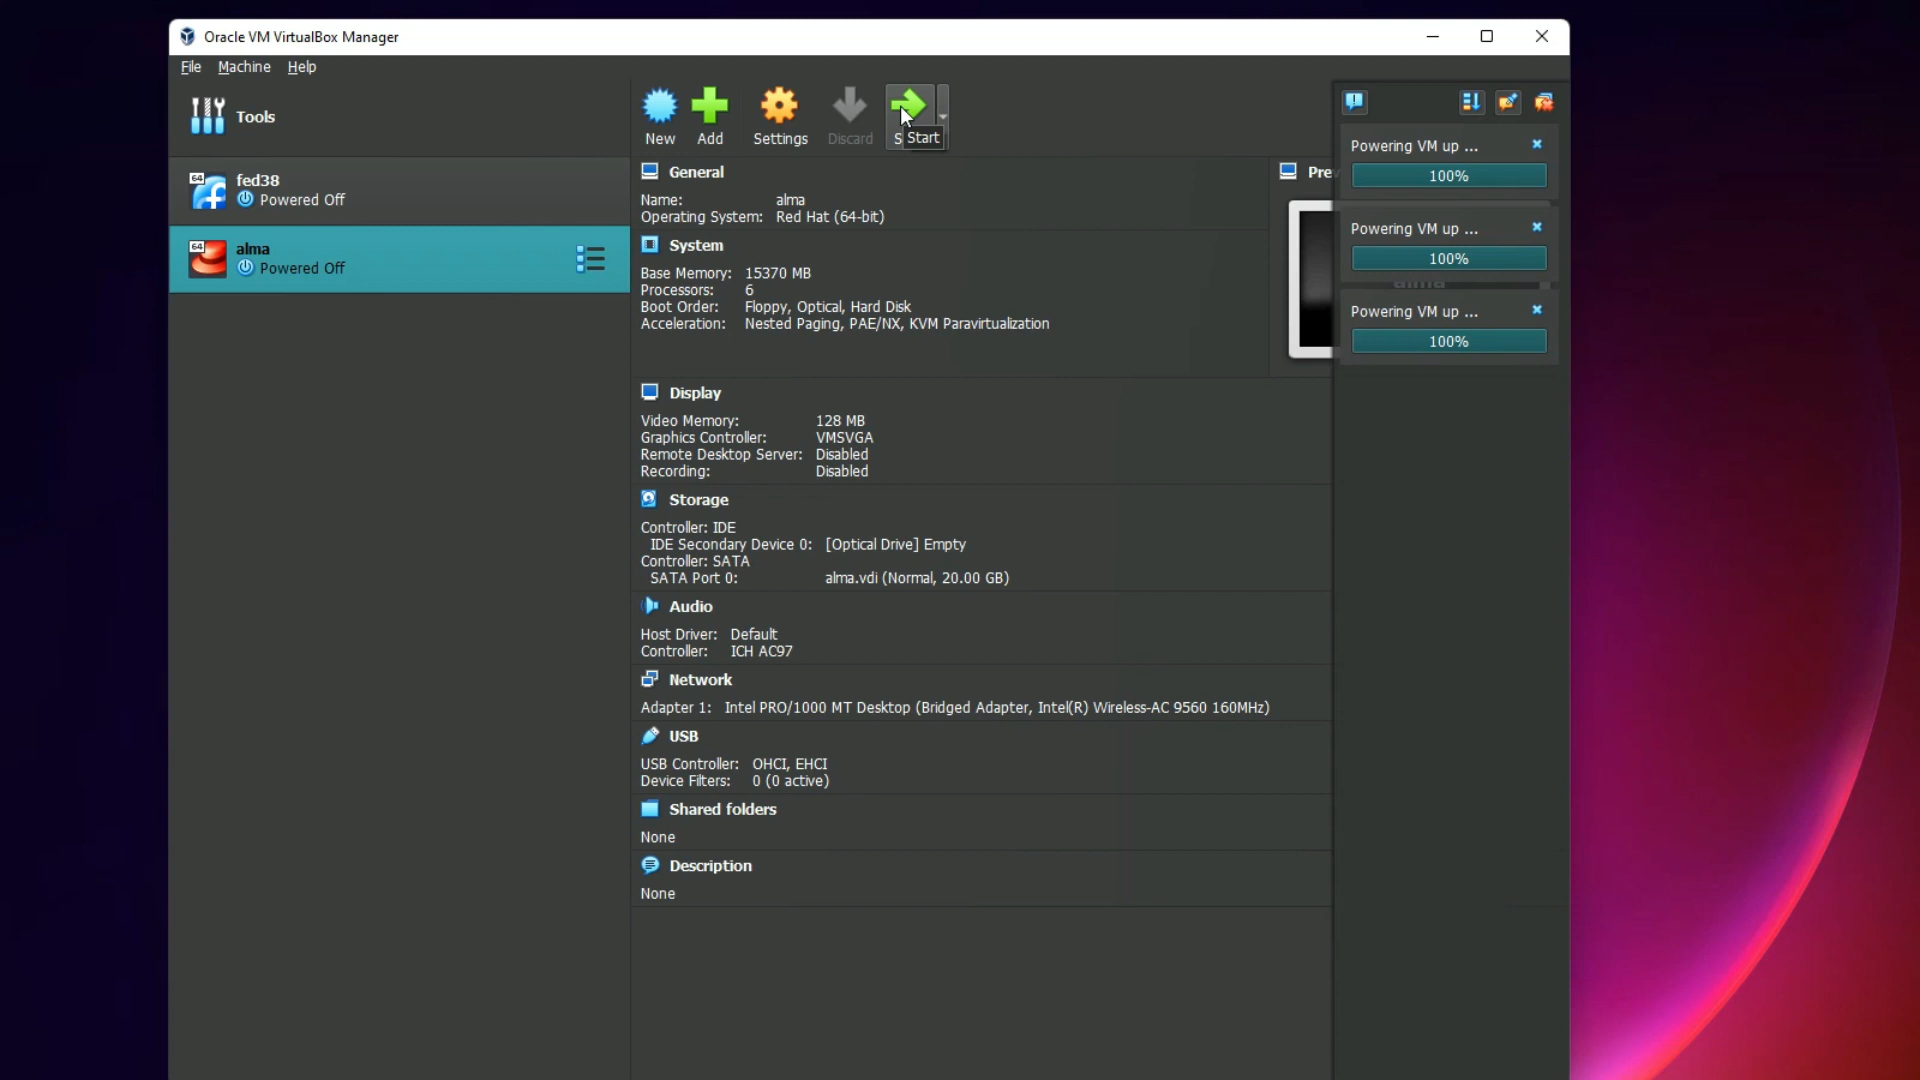 Oracle VM VirtualBox Manager
File Machine Help
Tools
New Add Settings Discard S Start
64 fed38
Powered Off
64 alma
Powered Off
General
Name: alma
Operating System: Red Hat (64-bit)
System
Base Memory: 15370 MB
Processors: 6
Boot Order: Floppy, Optical, Hard Disk
Acceleration: Nested Paging, PAE/NX, KVM Paravirtualization
Pre
Display
Video Memory: 128 MB
Graphics Controller: VMSVGA
Remote Desktop Server: Disabled
Recording: Disabled
Storage
Controller: IDE
IDE Secondary Device 0: [Optical Drive] Empty
Controller: SATA
SATA Port 0: alma.vdi (Normal, 20.00 GB)
Audio
Host Driver: Default
Controller: ICH AC97
Network
Adapter 1: Intel PRO/1000 MT Desktop (Bridged Adapter, Intel(R) Wireless-AC 9560 160MHz)
USB
USB Controller: OHCI, EHCI
Device Filters: 0 (0 active)
Shared folders
None
Description
None
Powering VM up ...
100%
Powering VM up ...
100%
alma
Powering VM up ...
100%